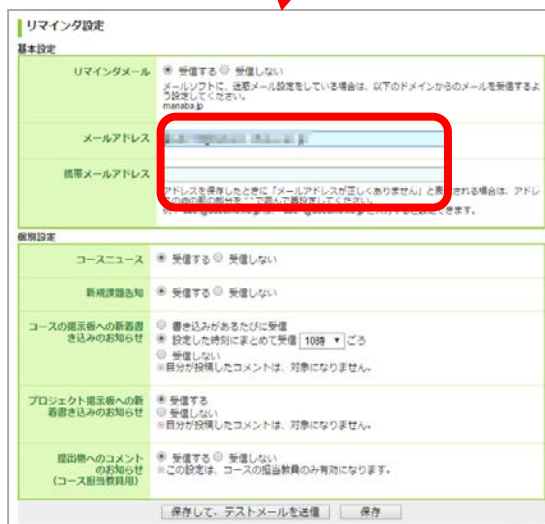 リマインダ設定
基本設定
リマインダメール
受信する 受信しない
メールソフトに、迷惑メール設定をしている場合は、以下のドメインからのメールを受信するよ
う設定してください。
manaba.jp
メールアドレス
携帯メールアドレス
アドレスを保存したときに「メールアドレスが正しくありません」と表示される場合は、アドレ
個別設定
コースニュース
受信する 受信しない
新規課題告知
受信する 受信しない
コースの掲示板への新着書
き込みのお知らせ
書き込みがあるたびに受信
設定した時刻にまとめて受信 10時 ごろ
受信しない
※自分が投稿したコメントは、対象になりません。
プロジェクト掲示板への新
着書き込みのお知らせ
受信する
受信しない
※自分が投稿したコメントは、対象になりません。
提出物へのコメント
のお知らせ
(コース担当教員用)
受信する 受信しない
※この設定は、コースの担当教員のみ有効になります。
保存して、テストメールを送信 保存